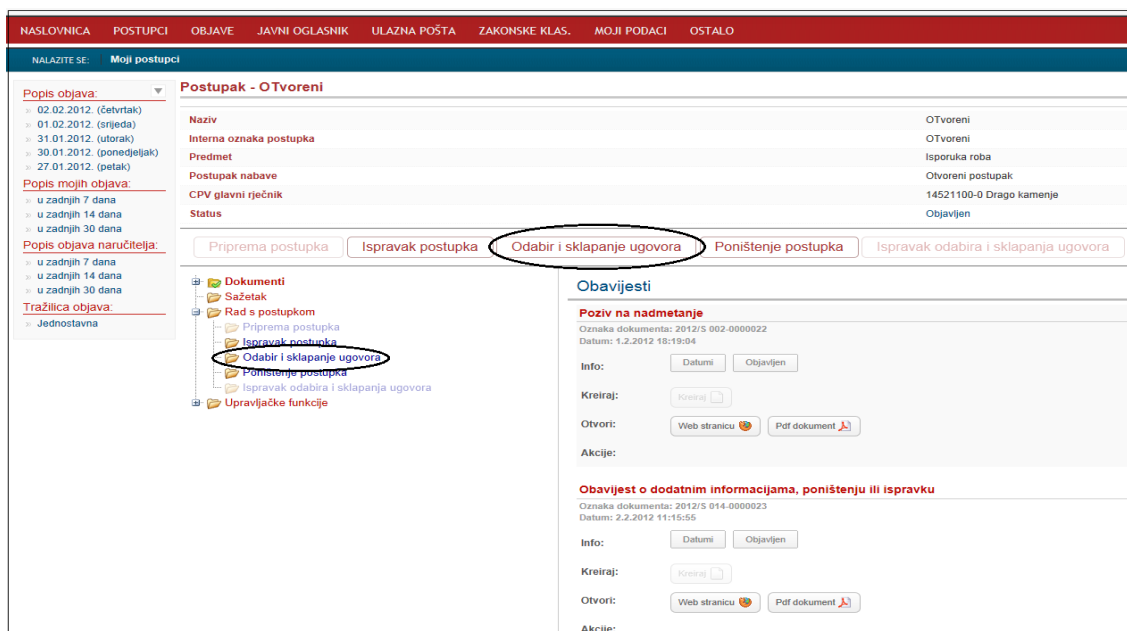 NASLOVNICA POSTUPCI OBJAVE JAVNI OGLASNIK ULAZNA POŠTA ZAKONSKE KLAS. MOJI PODACI OSTALO
NALAZITE SE: Moji postupci
Popis objava:
02.02.2012. (četvrtak)
01.02.2012. (srijeda)
31.01.2012. (utorak)
30.01.2012. (ponedjeljak)
27.01.2012. (petak)
Popis mojih objava:
u zadnjih 7 dana
u zadnjih 14 dana
u zadnjih 30 dana
Popis objava naručitelja:
u zadnjih 7 dana
u zadnjih 14 dana
u zadnjih 30 dana
Tražilica objava:
Jednostavna
Postupak - OTvoreni
Naziv OTvoreni
Interna oznaka postupka OTvoreni
Predmet Isporuka roba
Postupak nabave Otvoreni postupak
CPV glavni rječnik 14521100-0 Drago kamenje
Status Objavljen
Priprema postupka Ispravak postupka Odabir i sklapanje ugovora Poništenje postupka Ispravak odabira i sklapanja ugovora
Dokumenti
Sažetak
Rad s postupkom
Priprema postupka
Ispravak postupka
Odabir i sklapanje ugovora
Poništenje postupka
Ispravak odabira i sklapanja ugovora
Upravljačke funkcije
Obavijesti
Poziv na nadmetanje
Oznaka dokumenta: 2012/S 002-0000022
Datum: 1.2.2012 18:19:04
Info: Datumi Objavljen
Kreiraj: Kreiraj
Otvori: Web stranicu Pdf dokument
Akcije:
Obavijest o dodatnim informacijama, poništenju ili ispravku
Oznaka dokumenta: 2012/S 014-0000023
Datum: 2.2.2012 11:15:55
Info: Datumi Objavljen
Kreiraj: Kreiraj
Otvori: Web stranicu Pdf dokument
Akcije: